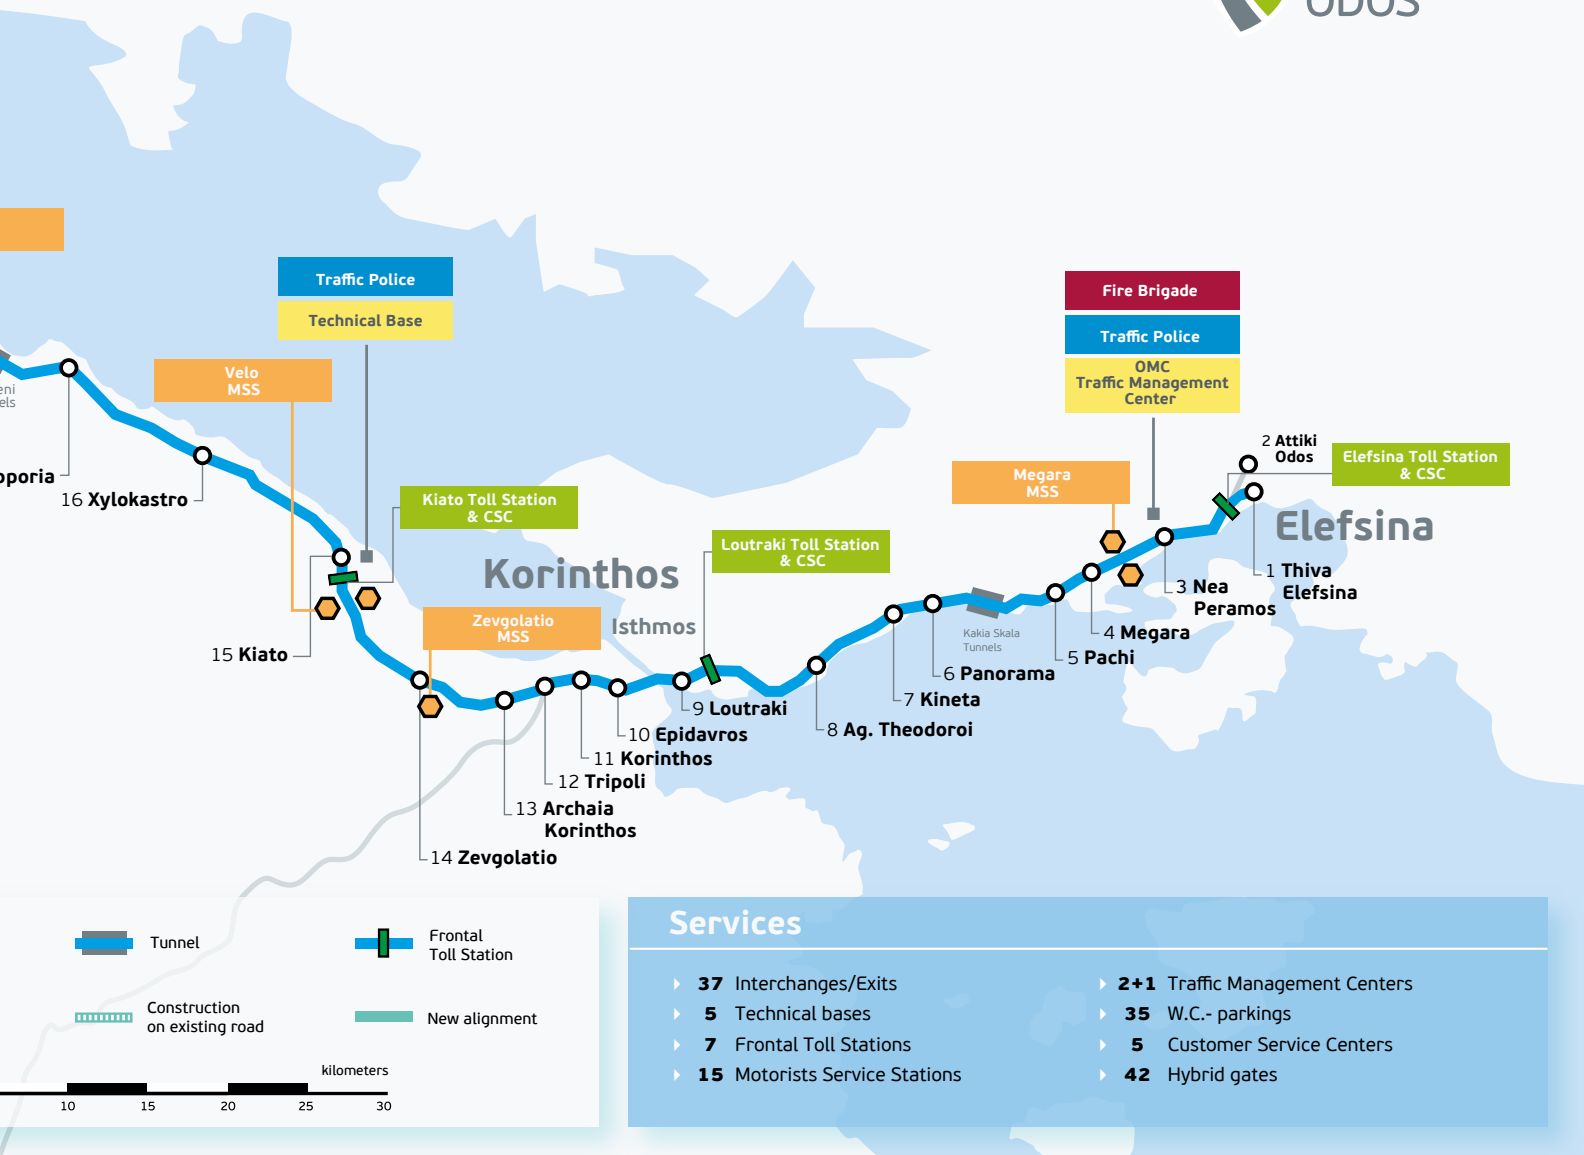 ODOS
Traffic Police
Technical Base
Velo
MSS
Fire Brigade
Traffic Police
OMC
Traffic Management
Center
2 Attiki
Odos
Elefsina Toll Station
& CSC
Megara
MSS
16 Xylokastro
Kiato Toll Station
& CSC
Elefsina
Loutraki Toll Station
& CSC
Korinthos
1 Thiva
Elefsina
3 Nea
Peramos
Zevgolatio
MSS
Isthmos
Kakia Skala
Tunnels
4 Megara
15 Kiato
5 Pachi
6 Panorama
7 Kineta
9 Loutraki
8 Ag. Theodoroi
10 Epidavros
11 Korinthos
12 Tripoli
13 Archaia
Korinthos
14 Zevgolatio
Tunnel
Frontal
Toll Station
Construction
on existing road
New alignment
kilometers
10 15 20 25 30
Services
37 Interchanges/Exits
5 Technical bases
7 Frontal Toll Stations
15 Motorists Service Stations
2+1 Traffic Management Centers
35 W.C.- parkings
5 Customer Service Centers
42 Hybrid gates